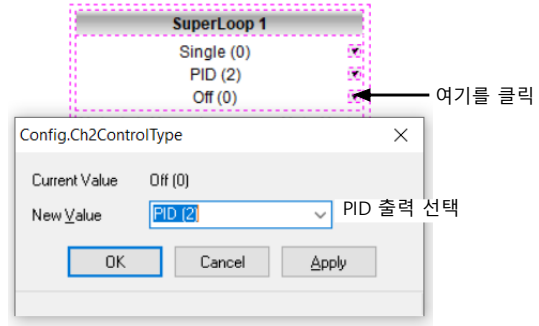 SuperLoop 1
Single (0)
PID (2)
Off (0)
여기를 클릭
Config.Ch2ControlType
Current Value Off (0)
New Value PID (2)
PID 출력 선택
OK Cancel Apply